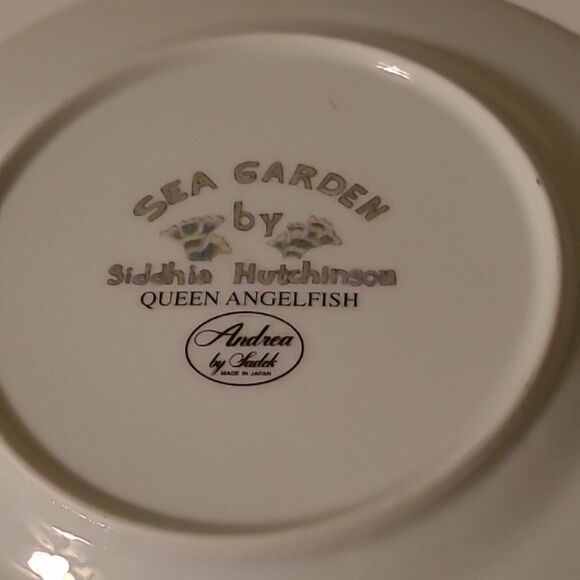 SEA GARDEN
by
Siddhia Hutchinson
QUEEN ANGELFISH
Andrea
by Sadek
MADE IN JAPAN